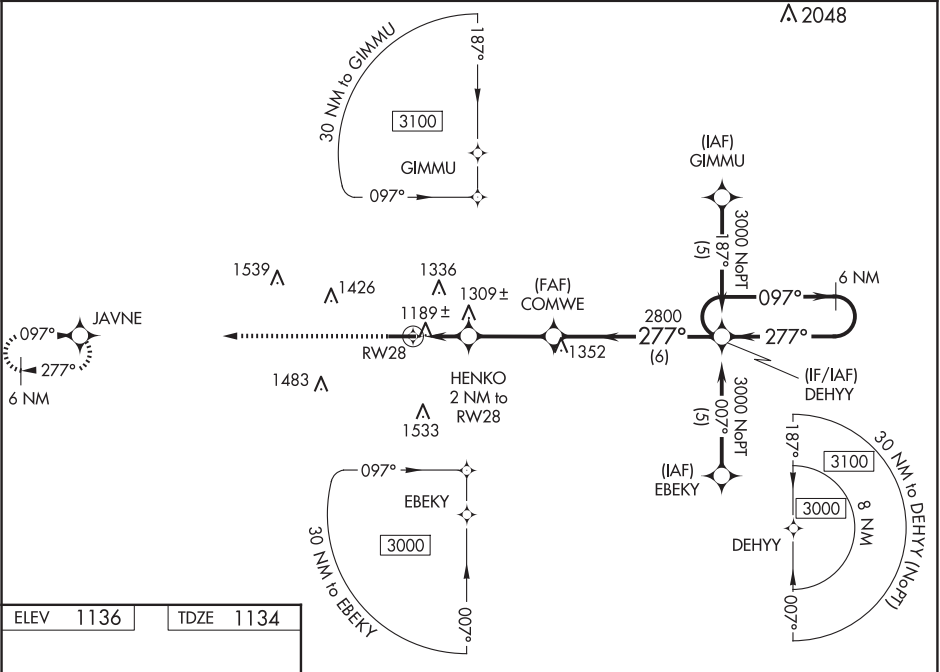 2048
30 NM to GIMMU
187°
3100
GIMMU
097°
(IAF)
GIMMU
3000 NoPT
187°
(5)
1539
1426
1336
1309±
1189±
(FAF)
COMWE
2800
277°
(6)
097°
6 NM
277°
097°
JAVNE
277°
6 NM
RW28
1352
1483
HENKO
2 NM to
RW28
1533
(IF/IAF)
DEHYY
3000 NoPT
007°
(5)
(IAF)
EBEKY
097°
EBEKY
3000
30 NM to EBEKY
007°
187°
3100
3000
8 NM
30 NM to DEHYY (NoPT)
DEHYY
007°
ELEV 1136
TDZE 1134